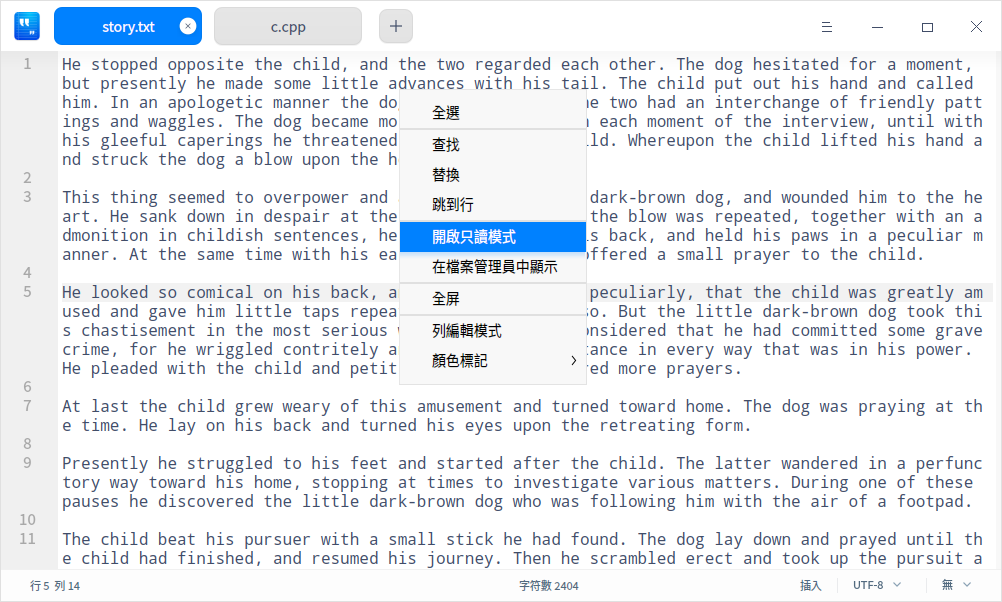 story.txt
c.cpp
1 He stopped opposite the child, and the two regarded each other. The dog hesitated for a moment,
but presently he made some little advances with his tail. The child put out his hand and called
him. In an apologetic manner the do
e two had an interchange of friendly patt
ings and waggles. The dog became mo
each moment of the interview, until with
his gleeful caperings he threatened
ld. Whereupon the child lifted his hand a
nd struck the dog a blow upon the h
2
3 This thing seemed to overpower and
dark-brown dog, and wounded him to the he
art. He sank down in despair at the
the blow was repeated, together with an a
dmonition in childish sentences, he
is back, and held his paws in a peculiar m
anner. At the same time with his ea
offered a small prayer to the child.
4
5 He looked so comical on his back, a
peculiarly, that the child was greatly am
used and gave him little taps repea
so. But the little dark-brown dog took thi
s chastisement in the most serious
onsidered that he had committed some grave
crime, for he wriggled contritely a
tance in every way that was in his power.
He pleaded with the child and petit
red more prayers.
6
7 At last the child grew weary of this amusement and turned toward home. The dog was praying at th
e time. He lay on his back and turned his eyes upon the retreating form.
8
9 Presently he struggled to his feet and started after the child. The latter wandered in a perfunc
tory way toward his home, stopping at times to investigate various matters. During one of these
pauses he discovered the little dark-brown dog who was following him with the air of a footpad.
10
11 The child beat his pursuer with a small stick he had found. The dog lay down and prayed until th
e child had finished, and resumed his journey. Then he scrambled erect and took up the pursuit a
全選
查找
替換
跳到行
開啟只讀模式
在檔案管理員中顯示
全屏
列編輯模式
顏色標記
行 5 列 14
字符數 2404
插入
UTF-8
無